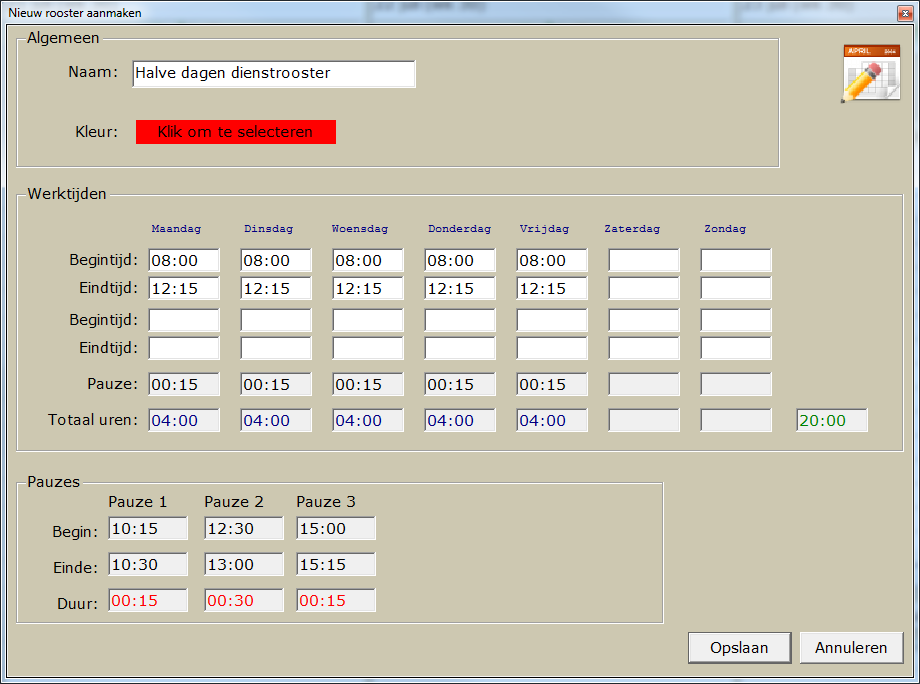 Nieuw rooster aanmaken
Algemeen
Naam: Halve dagen dienstrooster
APRIL
Kleur: Klik om te selecteren
Werktijden
Maandag Dinsdag Woensdag Donderdag Vrijdag Zaterdag Zondag
Begintijd: 08:00 08:00 08:00 08:00 08:00
Eindtijd: 12:15 12:15 12:15 12:15 12:15
Begintijd:
Eindtijd:
Pauze: 00:15 00:15 00:15 00:15 00:15
Totaal uren: 04:00 04:00 04:00 04:00 04:00 20:00
Pauzes
Pauze 1 Pauze 2 Pauze 3
Begin: 10:15 12:30 15:00
Einde: 10:30 13:00 15:15
Duur: 00:15 00:30 00:15
Opslaan Annuleren